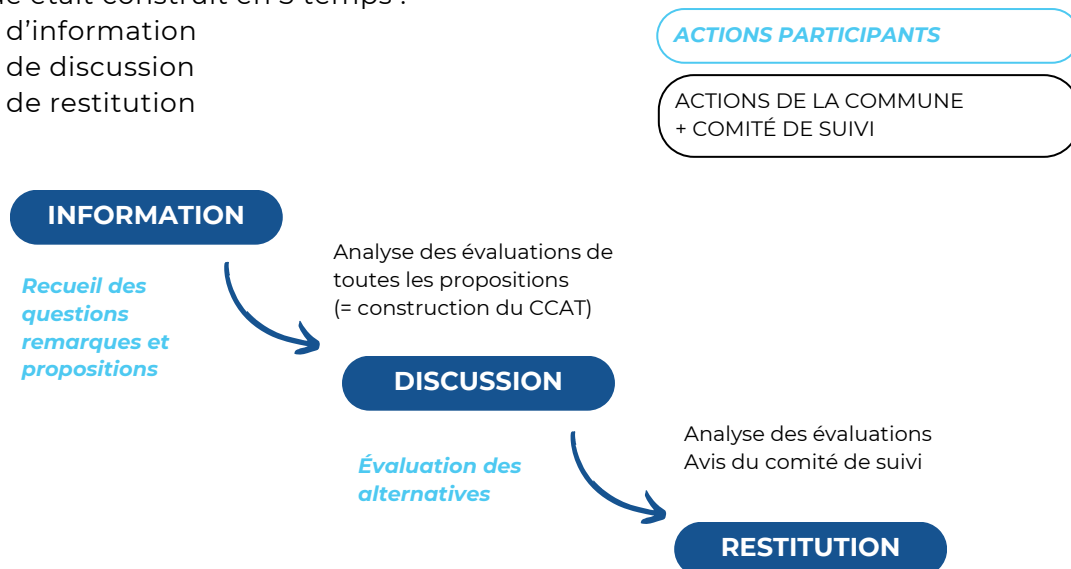 d'information
de discussion
de restitution
ACTIONS PARTICIPANTS
ACTIONS DE LA COMMUNE
+ COMITÉ DE SUIVI
INFORMATION
Recueil des
questions
remarques et
propositions
Analyse des évaluations de
toutes les propositions
(= construction du CCAT)
DISCUSSION
Évaluation des
alternatives
Analyse des évaluations
Avis du comité de suivi
RESTITUTION